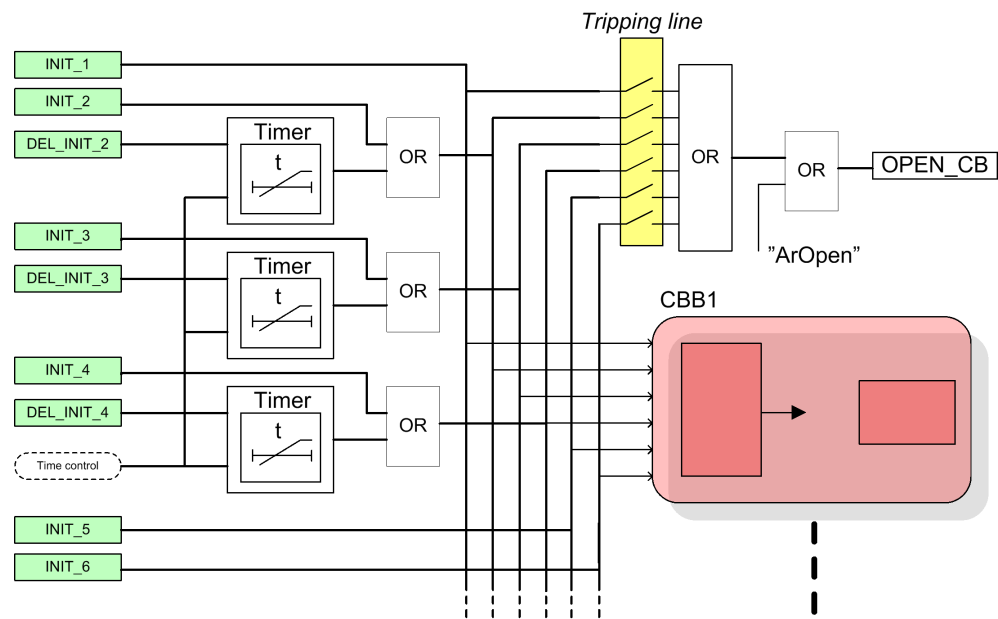 Tripping line
INIT_1
INIT_2
DEL_INIT_2
Timer
t
OR
OR
OR
OPEN_CB
"ArOpen"
INIT_3
DEL_INIT_3
Timer
t
OR
CBB1
INIT_4
DEL_INIT_4
Timer
t
OR
Time control
INIT_5
INIT_6